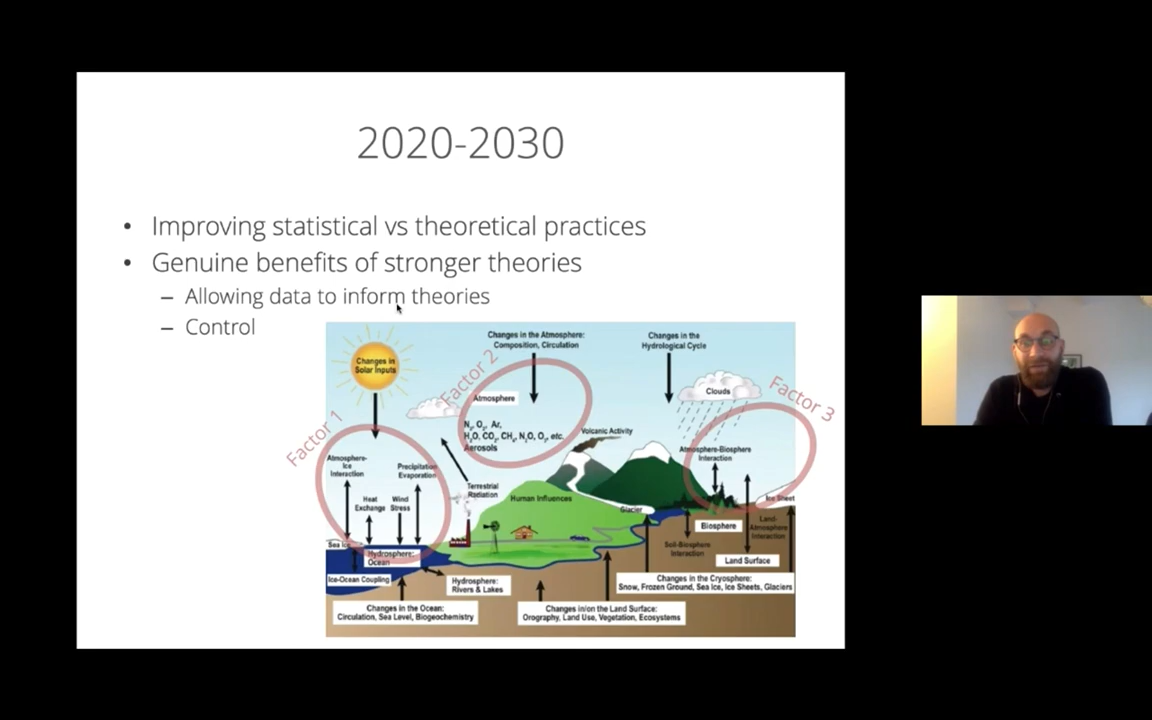 2020-2030
• Improving statistical vs theoretical practices
• Genuine benefits of stronger theories
– Allowing data to inform theories
– Control
Changes in the Atmosphere:
Composition, Circulation
Changes in the
Hydrological Cycle
Changes in
Solar Inputs
Factor 1
Factor 2
Factor 3
Clouds
Atmosphere
N₂, O₂, Ar,
H₂O, CO₂, CH₄, N₂O, O₃, etc.
Aerosols
Volcanic Activity
Atmosphere-Biosphere
Interaction
Atmosphere-
Ice
Interaction
Precipitation
Evaporation
Terrestrial
Radiation
Heat
Exchange
Wind
Stress
Human Influences
Ice Sheet
Glacier
Biosphere
Land-
Atmosphere
Interaction
Sea Ice
Hydrosphere:
Ocean
Soil-Biosphere
Interaction
Land Surface
Ice-Ocean Coupling
Hydrosphere:
Rivers & Lakes
Changes in the Cryosphere:
Snow, Frozen Ground, Sea Ice, Ice Sheets, Glaciers
Changes in the Ocean:
Circulation, Sea Level, Biogeochemistry
Changes in/on the Land Surface:
Orography, Land Use, Vegetation, Ecosystems